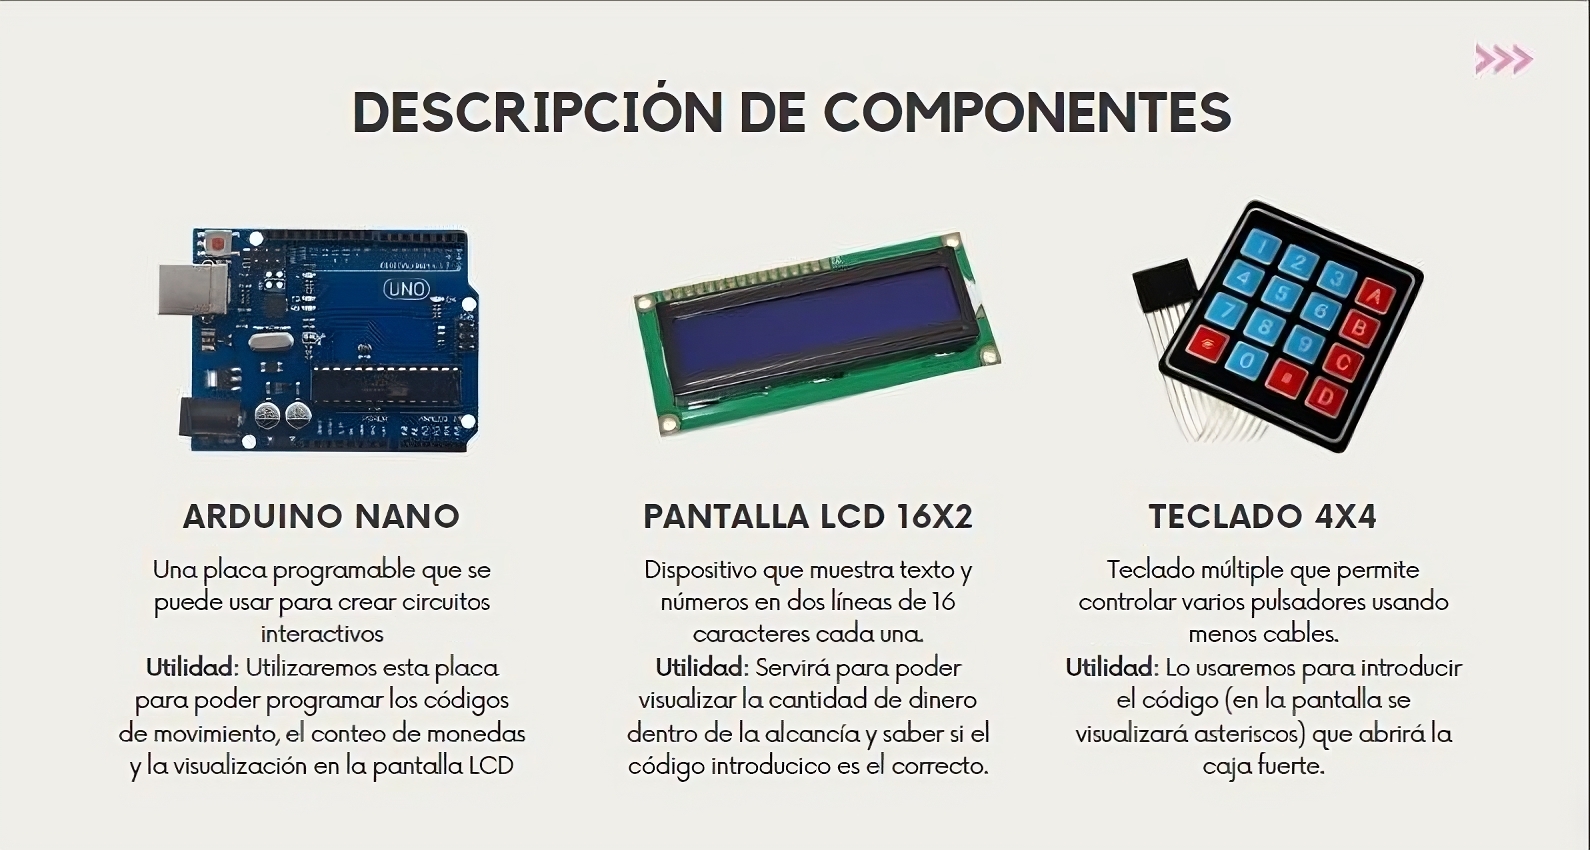 DESCRIPCIÓN DE COMPONENTES
UNO
1 2 3 A
4 5 6 B
7 8 9 C
0 D
ARDUINO NANO
Una placa programable que se
puede usar para crear circuitos
interactivos
Utilidad: Utilizaremos esta placa
para poder programar los códigos
de movimiento, el conteo de monedas
y la visualización en la pantalla LCD
PANTALLA LCD 16X2
Dispositivo que muestra texto y
números en dos líneas de 16
caracteres cada una.
Utilidad: Servirá para poder
visualizar la cantidad de dinero
dentro de la alcancía y saber si el
código introducico es el correcto.
TECLADO 4X4
Teclado múltiple que permite
controlar varios pulsadores usando
menos cables.
Utilidad: Lo usaremos para introducir
el código (en la pantalla se
visualizará asteriscos) que abrirá la
caja fuerte.